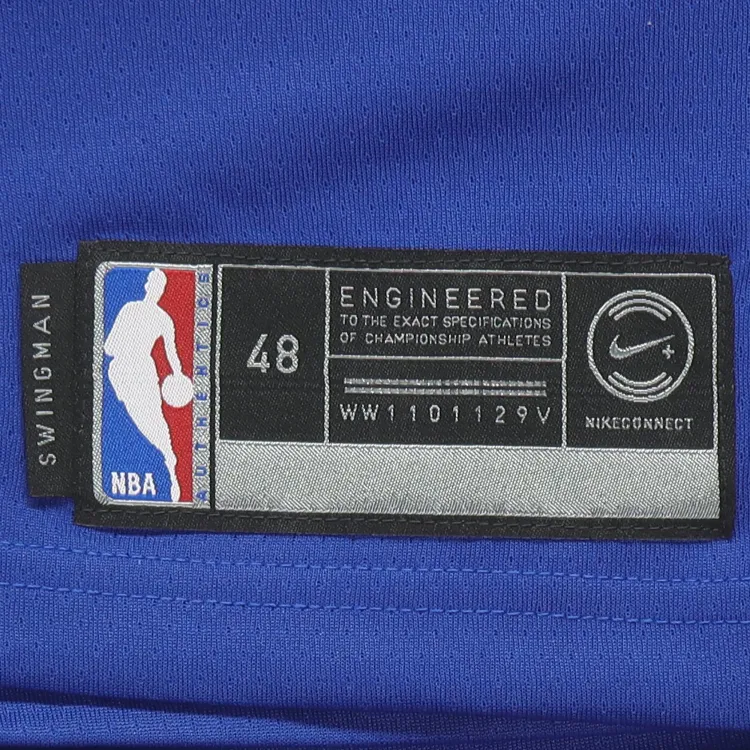 SWINGMAN
NBA
AUTHENTICS
48
ENGINEERED
TO THE EXACT SPECIFICATIONS
OF CHAMPIONSHIP ATHLETES
WW1101129V
NIKECONNECT